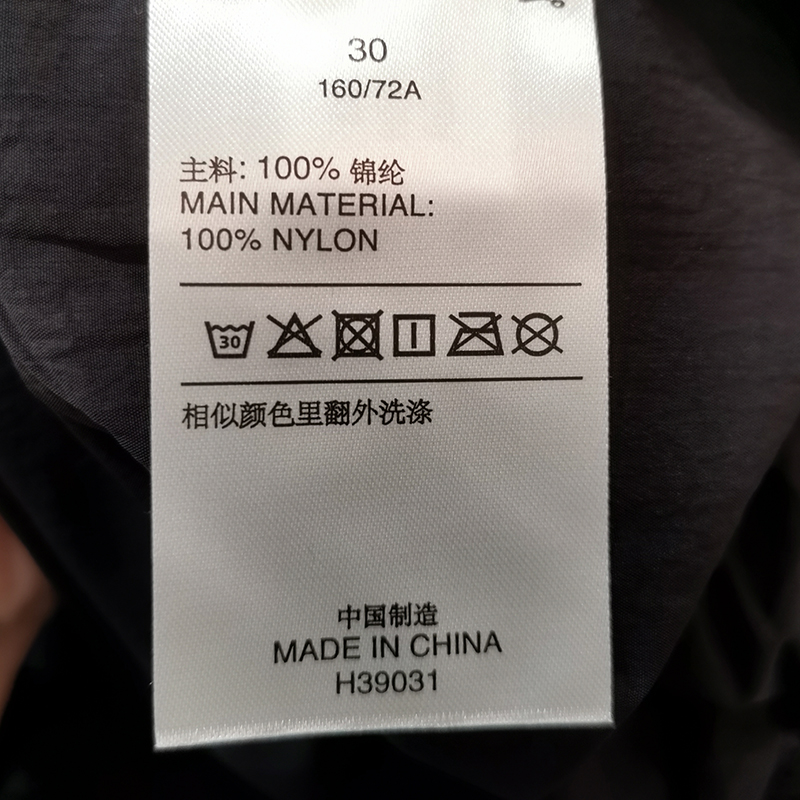 30
160/72A
主料: 100% 锦纶
MAIN MATERIAL:
100% NYLON
30
相似颜色里翻外洗涤
中国制造
MADE IN CHINA
H39031